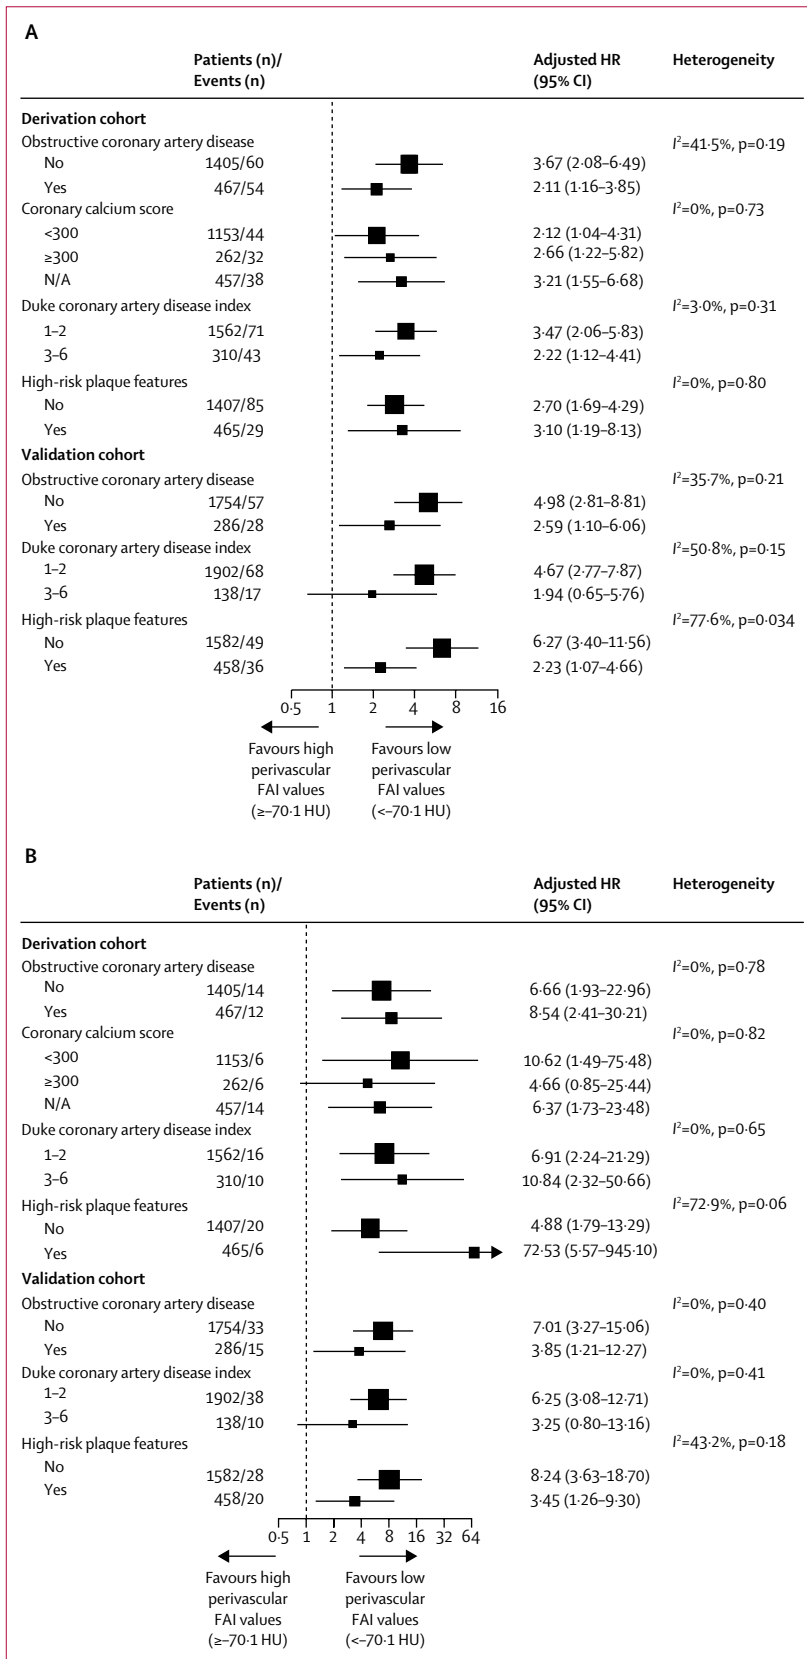 A
Patients (n)/ Adjusted HR Heterogeneity
Events (n) (95% CI)
Derivation cohort
Obstructive coronary artery disease I²=41·5%, p=0·19
No 1405/60 3·67 (2·08–6·49)
Yes 467/54 2·11 (1·16–3·85)
Coronary calcium score I²=0%, p=0·73
<300 1153/44 2·12 (1·04–4·31)
≥300 262/32 2·66 (1·22–5·82)
N/A 457/38 3·21 (1·55–6·68)
Duke coronary artery disease index I²=3·0%, p=0·31
1–2 1562/71 3·47 (2·06–5·83)
3–6 310/43 2·22 (1·12–4·41)
High-risk plaque features I²=0%, p=0·80
No 1407/85 2·70 (1·69–4·29)
Yes 465/29 3·10 (1·19–8·13)
Validation cohort
Obstructive coronary artery disease I²=35·7%, p=0·21
No 1754/57 4·98 (2·81–8·81)
Yes 286/28 2·59 (1·10–6·06)
Duke coronary artery disease index I²=50·8%, p=0·15
1–2 1902/68 4·67 (2·77–7·87)
3–6 138/17 1·94 (0·65–5·76)
High-risk plaque features I²=77·6%, p=0·034
No 1582/49 6·27 (3·40–11·56)
Yes 458/36 2·23 (1·07–4·66)
0·5 1 2 4 8 16
Favours high Favours low
perivascular perivascular
FAI values FAI values
(≥–70·1 HU) (<–70·1 HU)
B
Patients (n)/ Adjusted HR Heterogeneity
Events (n) (95% CI)
Derivation cohort
Obstructive coronary artery disease I²=0%, p=0·78
No 1405/14 6·66 (1·93–22·96)
Yes 467/12 8·54 (2·41–30·21)
Coronary calcium score I²=0%, p=0·82
<300 1153/6 10·62 (1·49–75·48)
≥300 262/6 4·66 (0·85–25·44)
N/A 457/14 6·37 (1·73–23·48)
Duke coronary artery disease index I²=0%, p=0·65
1–2 1562/16 6·91 (2·24–21·29)
3–6 310/10 10·84 (2·32–50·66)
High-risk plaque features I²=72·9%, p=0·06
No 1407/20 4·88 (1·79–13·29)
Yes 465/6 72·53 (5·57–945·10)
Validation cohort
Obstructive coronary artery disease I²=0%, p=0·40
No 1754/33 7·01 (3·27–15·06)
Yes 286/15 3·85 (1·21–12·27)
Duke coronary artery disease index I²=0%, p=0·41
1–2 1902/38 6·25 (3·08–12·71)
3–6 138/10 3·25 (0·80–13·16)
High-risk plaque features I²=43·2%, p=0·18
No 1582/28 8·24 (3·63–18·70)
Yes 458/20 3·45 (1·26–9·30)
0·5 1 2 4 8 16 32 64
Favours high Favours low
perivascular perivascular
FAI values FAI values
(≥–70·1 HU) (<–70·1 HU)